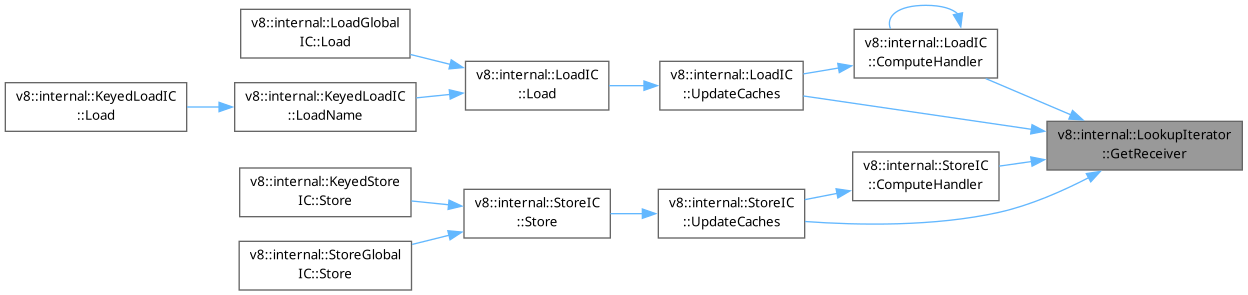 v8::internal::LoadGlobal
IC::Load
v8::internal::LoadIC
::ComputeHandler
v8::internal::KeyedLoadIC
::Load
v8::internal::KeyedLoadIC
::LoadName
v8::internal::LoadIC
::Load
v8::internal::LoadIC
::UpdateCaches
v8::internal::LookupIterator
::GetReceiver
v8::internal::KeyedStore
IC::Store
v8::internal::StoreIC
::ComputeHandler
v8::internal::StoreIC
::Store
v8::internal::StoreIC
::UpdateCaches
v8::internal::StoreGlobal
IC::Store